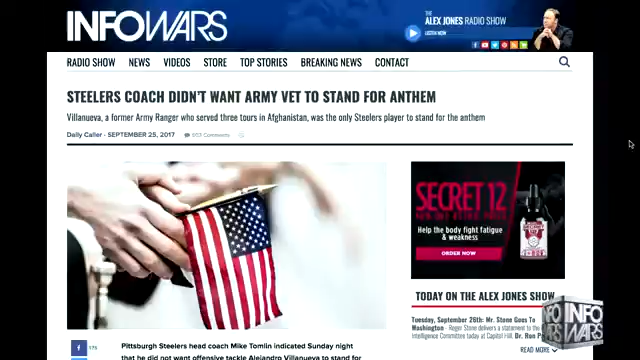 INFOWARS
THE
ALEX JONES RADIO SHOW
LISTEN NOW
RADIO SHOW NEWS VIDEOS STORE TOP STORIES BREAKING NEWS CONTACT
STEELERS COACH DIDN'T WANT ARMY VET TO STAND FOR ANTHEM
Villanueva, a former Army Ranger who served three tours in Afghanistan, was the only Steelers player to stand for the anthem
Daily Caller - SEPTEMBER 25, 2017 Comments
SECRET 12
Help the body fight fatigue
& weakness
ORDER NOW
TODAY ON THE ALEX JONES SHOW
Tuesday, September 26th: Mr. Stone Goes To
Washington - Roger Stone delivers a statement to the
Intelligence Committee today at Capitol Hill. Dr. Ron
READ MORE
INFO
WARS
Pittsburgh Steelers head coach Mike Tomlin indicated Sunday night
that he did not want offensive tackle Alejandro Villanueva to stand for